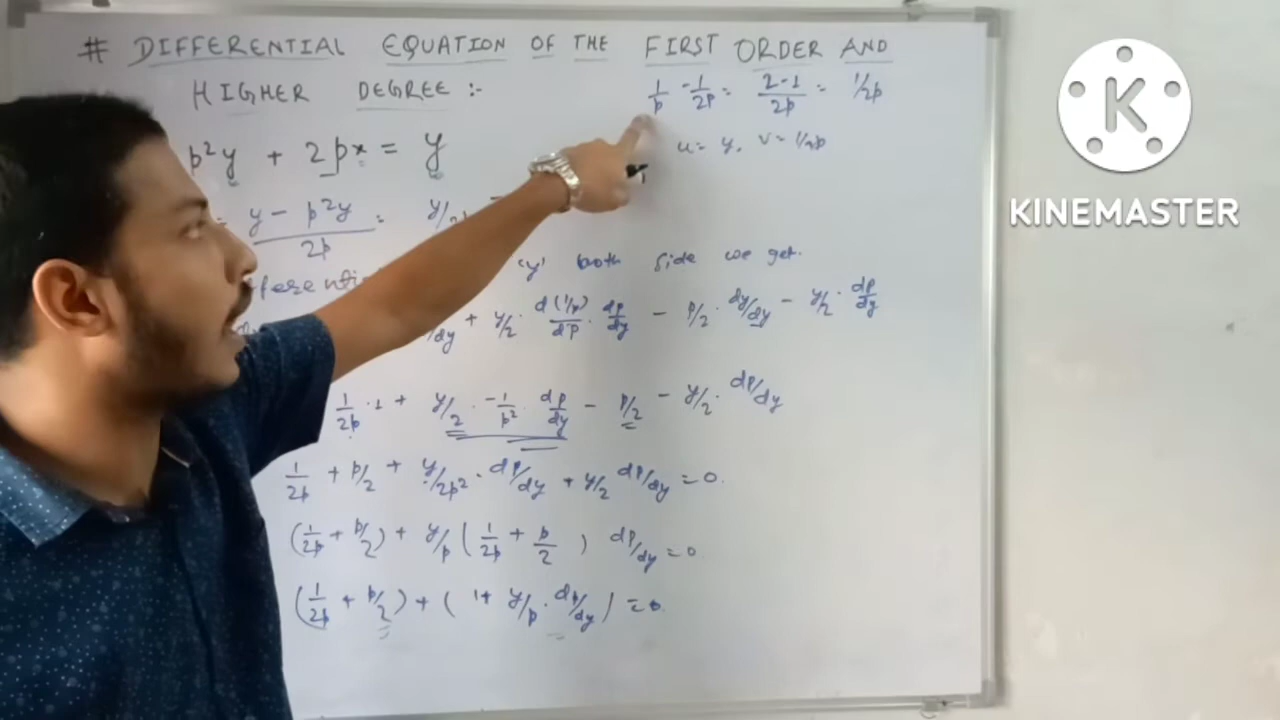 # DIFFERENTIAL EQUATION OF THE FIRST ORDER AND
HIGHER DEGREE :-
1/p - 1/2p = 2-1/2p = 1/2p
u = y, v = 1/2p
p²y + 2px = y
= y - p²y / 2p =
'y' both side we get.
/dy + y/2 · d(1/p)/dp · dp/dy - p/2 · dy/dy - y/2 · dp/dy
1/2p · 1 + y/2 · -1/p² · dp/dy - p/2 - y/2 · dp/dy
1/2p + p/2 + y/2p² · dp/dy + y/2 dp/dy = 0.
(1/2p + p/2) + y/p (1/2p + p/2) dp/dy = 0.
(1/2p + p/2) + (1 + y/p · dp/dy) = 0.
K
KINEMASTER